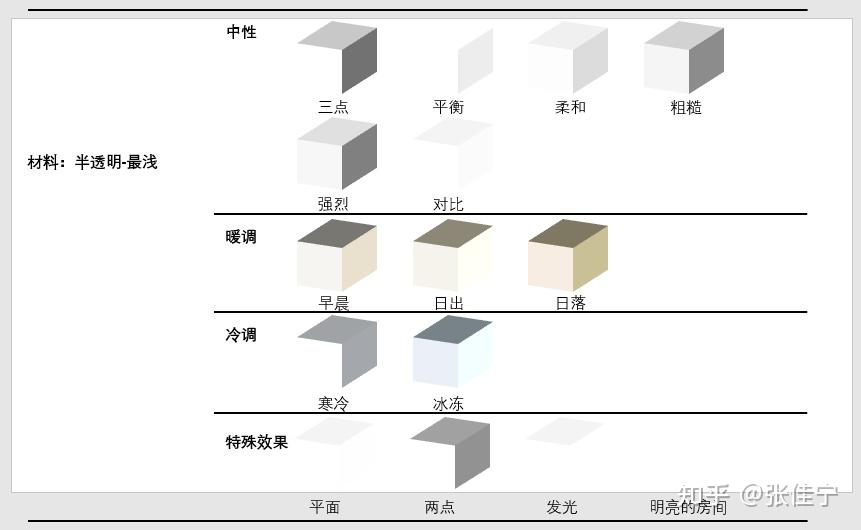 中性
三点 平衡 柔和 粗糙
材料：半透明-最浅
强烈 对比
暖调
早晨 日出 日落
冷调
寒冷 冰冻
特殊效果
平面 两点 发光 明亮的房间
知乎 @张佳宁